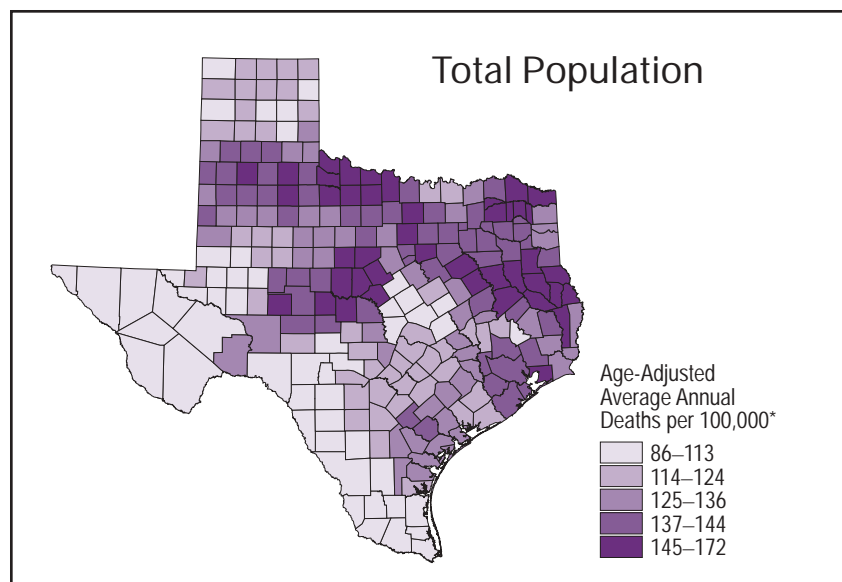 Total Population
Age-Adjusted
Average Annual
Deaths per 100,000*
86–113
114–124
125–136
137–144
145–172